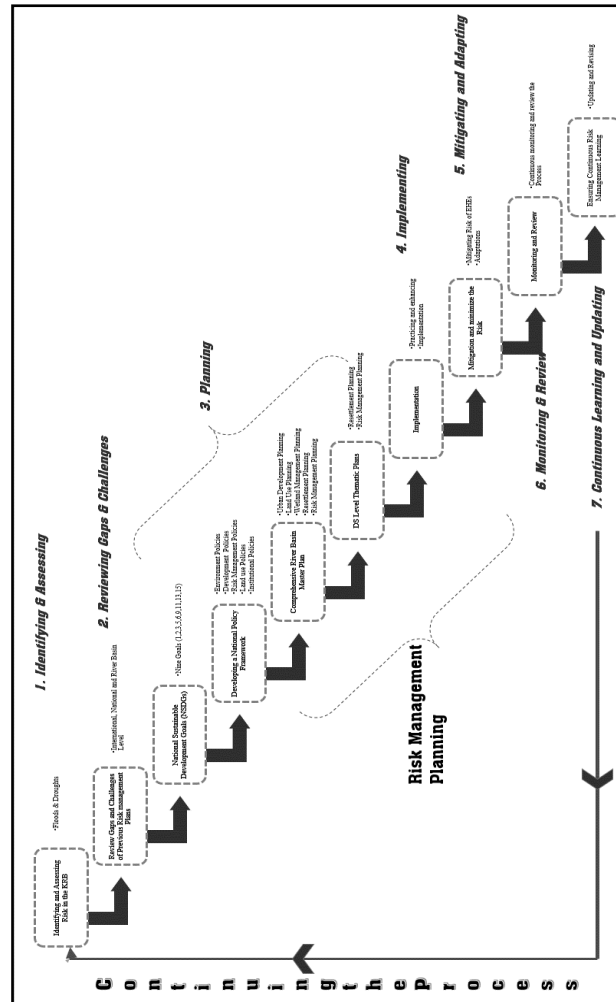 1. Identifying & Assessing
Identifying and Assessing
Risk in the KRB
•Floods & Droughts
2. Reviewing Gaps & Challenges
Review Gaps and Challenges
of Previous Risk management
Plans
•International, National and River Basin
Level
3. Planning
National Sustainable
Development Goals (NSDGs)
•Nine Goals (1,2,3,5,6,9,11,13,15)
Developing a National Policy
Framework
•Environment Policies
•Development Policies
•Risk Management Policies
•Land use Policies
•Institutional Policies
Comprehensive River Basin
Master Plan
•Urban Development Planning
•Land Use Planning
•Wetland Management Planning
•Resettlement Planning
•Risk Management Planning
DS Level Thematic Plans
•Resettlement Planning
•Risk Management Planning
Risk Management
Planning
4. Implementing
Implementation
•Practicing and enhancing
•Implementation
5. Mitigating and Adapting
Mitigation and minimize the
Risk
•Mitigating Risk of EHEs
•Adaptations
6. Monitoring & Review
Monitoring and Review
•Continuous monitoring and review the
Process
7. Continuous Learning and Updating
Ensuring Continuous Risk
Management Learning
•Updating and Revising
Continuing the Process